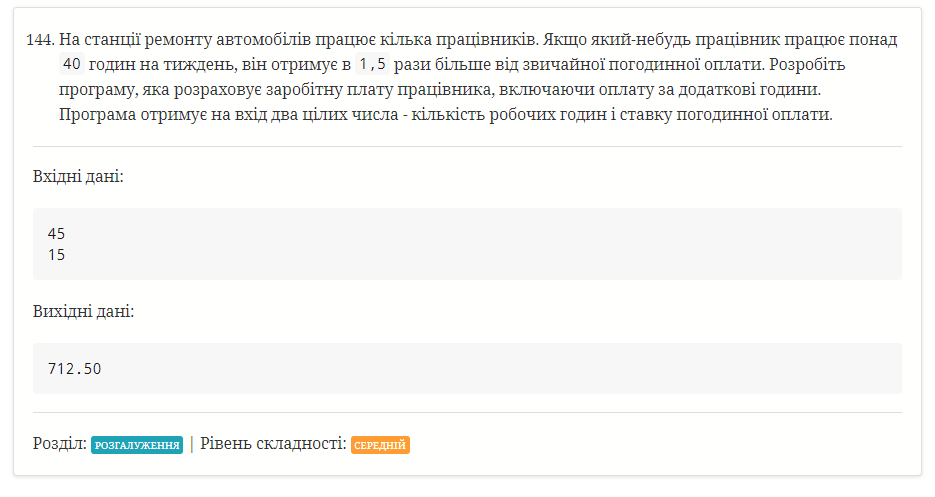 144. На станції ремонту автомобілів працює кілька працівників. Якщо який-небудь працівник працює понад
40 годин на тиждень, він отримує в 1,5 рази більше від звичайної погодинної оплати. Розробіть
програму, яка розраховує заробітну плату працівника, включаючи оплату за додаткові години.
Програма отримує на вхід два цілих числа - кількість робочих годин і ставку погодинної оплати.
Вхідні дані:
45
15
Вихідні дані:
712.50
Розділ: РОЗГАЛУЖЕННЯ | Рівень складності: СЕРЕДНІЙ